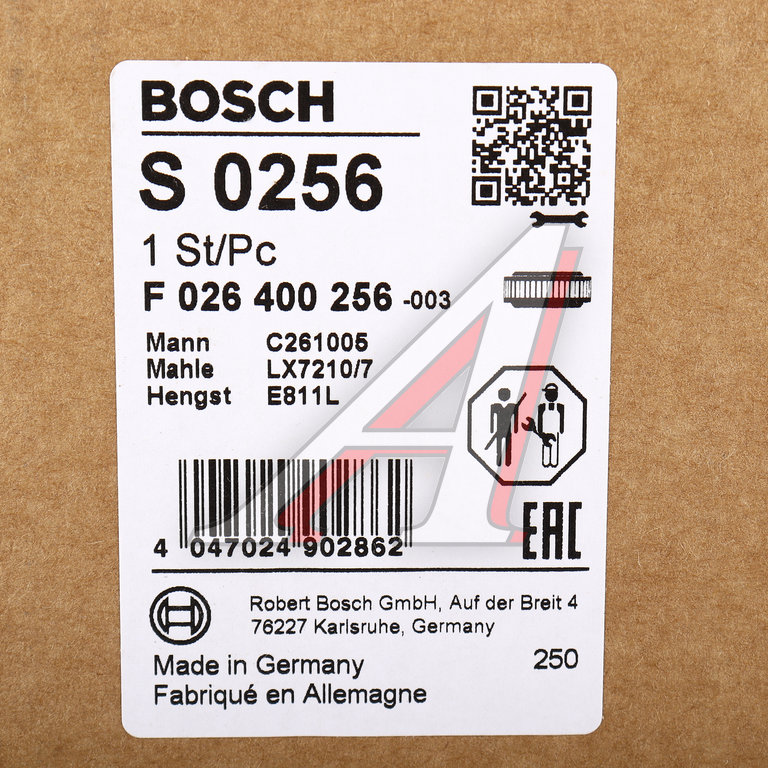 BOSCH
S 0256
1 St/Pc
F 026 400 256 -003
Mann C261005
Mahle LX7210/7
Hengst E811L
4 047024 902862
EAC
Robert Bosch GmbH, Auf der Breit 4
76227 Karlsruhe, Germany
Made in Germany 250
Fabriqué en Allemagne